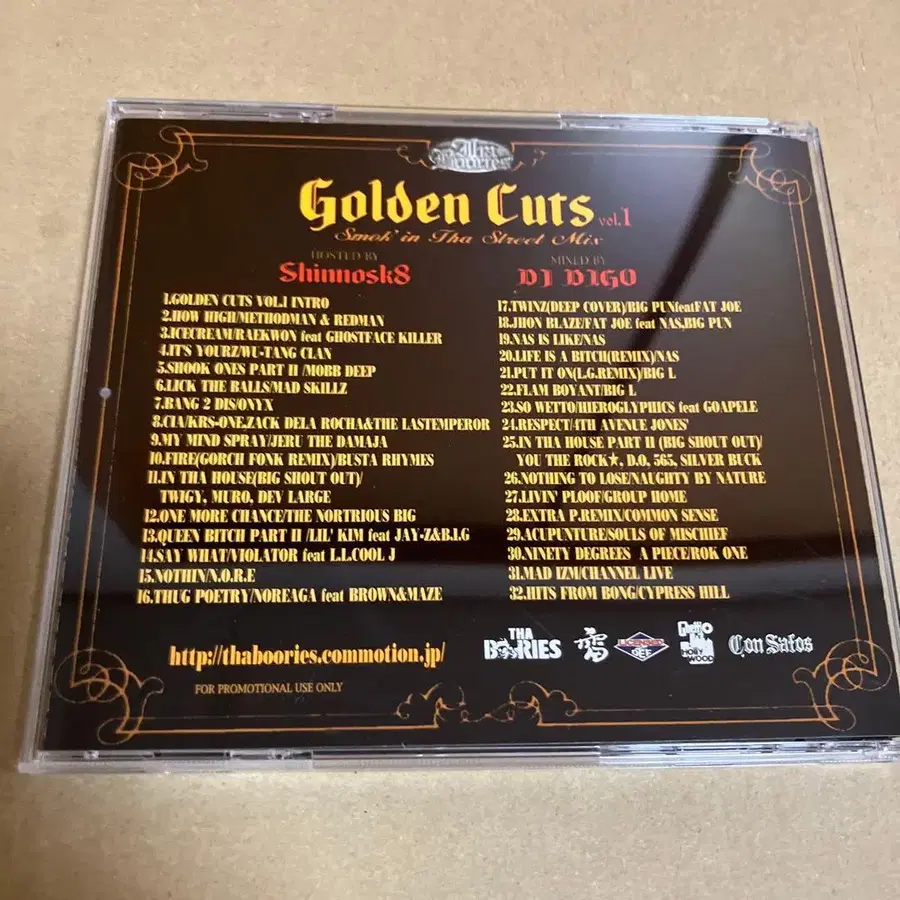 Tha Boories
Golden Cuts vol.1
Smok' in Tha Street Mix
HOSTED BY
Shinnosk8
MIXED BY
DJ DIGO
1.GOLDEN CUTS VOL.1 INTRO
2.HOW HIGH/METHODMAN & REDMAN
3.ICECREAM/RAEKWON feat GHOSTFACE KILLER
4.IT'S YOURZ/WU-TANG CLAN
5.SHOOK ONES PART II /MOBB DEEP
6.LICK THE BALLS/MAD SKILLZ
7.BANG 2 DIS/ONYX
8.CIA/KRS-ONE,ZACK DELA ROCHA&THE LASTEMPEROR
9.MY MIND SPRAY/JERU THE DAMAJA
10.FIRE(GORCH FONK REMIX)/BUSTA RHYMES
11.IN THA HOUSE(BIG SHOUT OUT)/
TWIGY, MURO, DEV LARGE
12.ONE MORE CHANCE/THE NORTRIOUS BIG
13.QUEEN BITCH PART II /LIL' KIM feat JAY-Z&B.I.G
14.SAY WHAT/VIOLATOR feat L.L.COOL J
15.NOTHIN/N.O.R.E
16.THUG POETRY/NOREAGA feat BROWN&MAZE
17.TWINZ(DEEP COVER)/BIG PUNfeatFAT JOE
18.JHON BLAZE/FAT JOE feat NAS,BIG PUN
19.NAS IS LIKE/NAS
20.LIFE IS A BITCH(REMIX)/NAS
21.PUT IT ON(L.G.REMIX)/BIG L
22.FLAM BOYANT/BIG L
23.SO WETTO/HIEROGLYPHICS feat GOAPELE
24.RESPECT/4TH AVENUE JONES'
25.IN THA HOUSE PART II (BIG SHOUT OUT)/
YOU THE ROCK★, D.O, 565, SILVER BUCK
26.NOTHING TO LOSE/NAUGHTY BY NATURE
27.LIVIN' PLOOF/GROUP HOME
28.EXTRA P.REMIX/COMMON SENSE
29.ACUPUNTURE/SOULS OF MISCHIEF
30.NINETY DEGREES A PIECE/ROK ONE
31.MAD IZM/CHANNEL LIVE
32.HITS FROM BONG/CYPRESS HILL
http://thaboories.commotion.jp/
FOR PROMOTIONAL USE ONLY
THA
BOORIES
LICENSED
Ghetto
HOLLY
WOOD
Con Safos